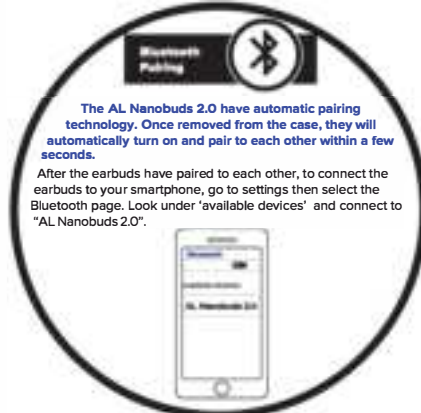 Bluetooth
Pairing
The AL Nanobuds 2.0 have automatic pairing
technology. Once removed from the case, they will
automatically turn on and pair to each other within a few
seconds.
After the earbuds have paired to each other, to connect the
earbuds to your smartphone, go to settings then select the
Bluetooth page. Look under ‘available devices’ and connect to
“AL Nanobuds 2.0”.
Bluetooth
AL Nanobuds 2.0